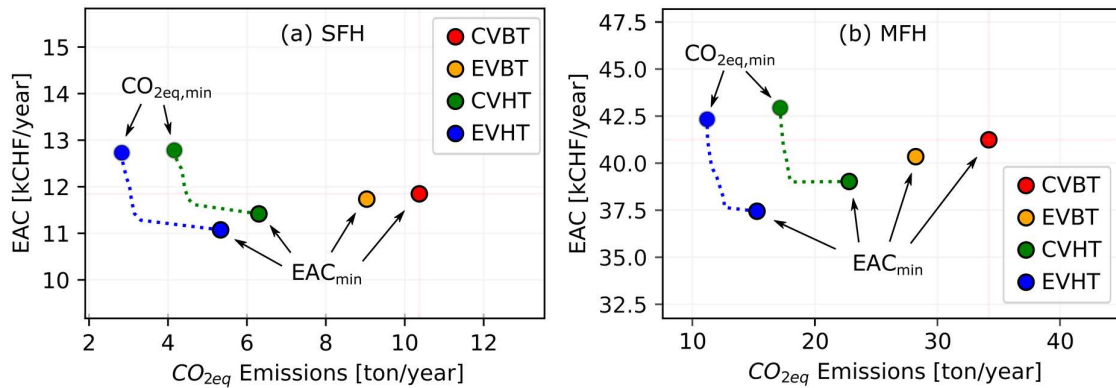 (a) SFH
CVBT
EVBT
CVHT
EVHT
CO2eq,min
EACmin
15
14
13
12
11
10
EAC [kCHF/year]
2 4 6 8 10 12
CO2eq Emissions [ton/year]
(b) MFH
CO2eq,min
CVBT
EVBT
CVHT
EVHT
EACmin
47.5
45.0
42.5
40.0
37.5
35.0
32.5
EAC [kCHF/year]
10 20 30 40
CO2eq Emissions [ton/year]